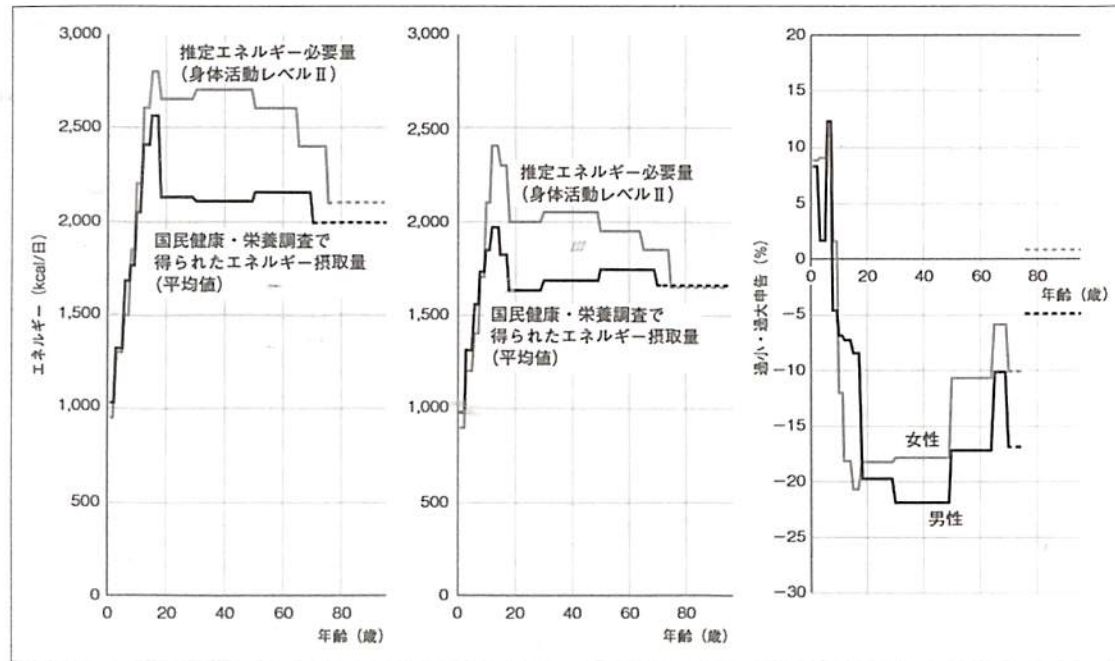 3,000
2,500
2,000
1,500
1,000
500
0
エネルギー（kcal/日）
推定エネルギー必要量
（身体活動レベルⅡ）
国民健康・栄養調査で
得られたエネルギー摂取量
（平均値）
0 20 40 60 80
年齢（歳）
3,000
2,500
2,000
1,500
1,000
500
0
推定エネルギー必要量
（身体活動レベルⅡ）
国民健康・栄養調査で
得られたエネルギー摂取量
（平均値）
0 20 40 60 80
年齢（歳）
20
15
10
5
0
-5
-10
-15
-20
-25
-30
過小・過大申告（%）
0 20 40 60 80
年齢（歳）
女性
男性